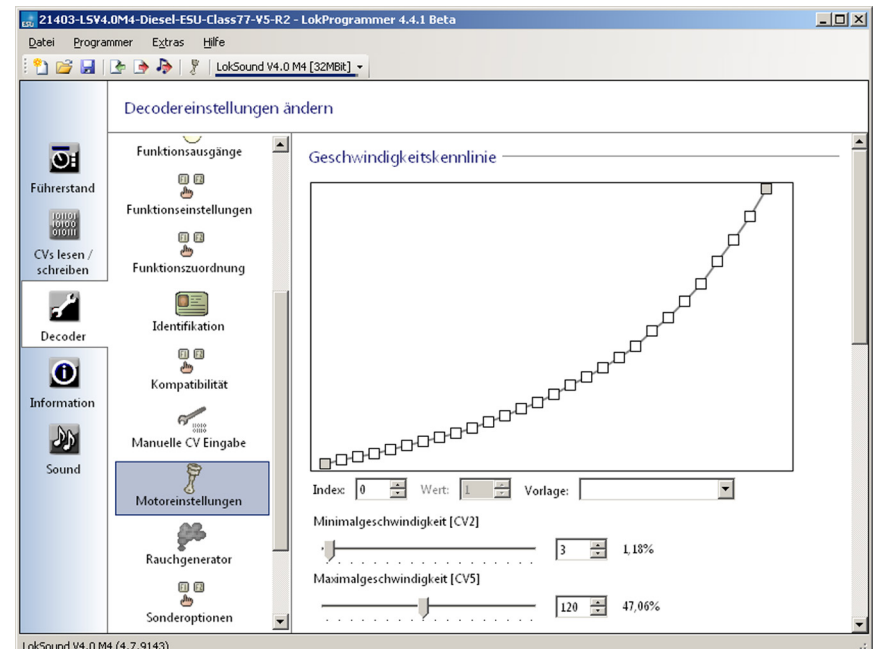 21403-LSV4.0M4-Diesel-ESU-Class77-V5-R2 - LokProgrammer 4.4.1 Beta
Datei Programmer Extras Hilfe
LokSound V4.0 M4 [32MBit]
Decodereinstellungen ändern
Führerstand
CVs lesen /
schreiben
Decoder
Information
Sound
Funktionsausgänge
Funktionseinstellungen
Funktionszuordnung
Identifikation
Kompatibilität
Manuelle CV Eingabe
Motoreinstellungen
Rauchgenerator
Sonderoptionen
Geschwindigkeitskennlinie
Index: 0 Wert: 1 Vorlage:
Minimalgeschwindigkeit [CV2]
3 1,18%
Maximalgeschwindigkeit [CV5]
120 47,06%
LokSound V4.0 M4 (4.7.9143)